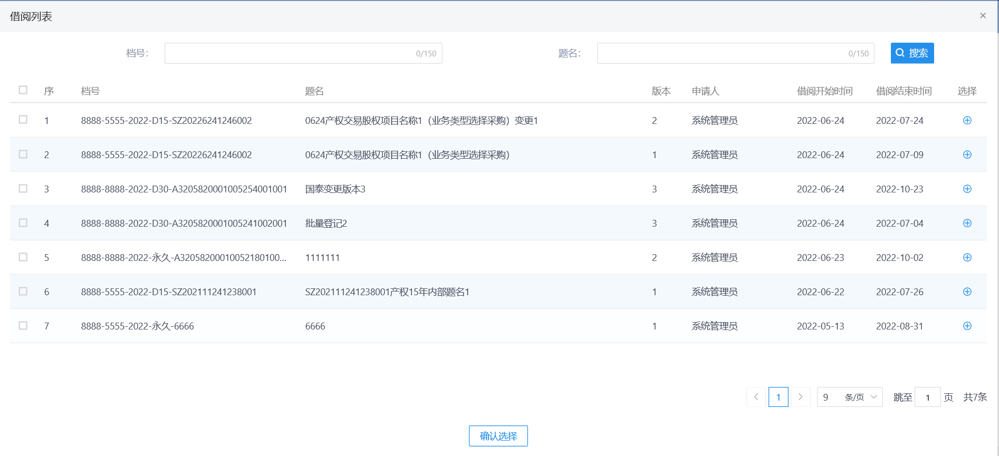 借阅列表 ×
档号： 0/150 题名： 0/150 搜索
序 档号 题名 版本 申请人 借阅开始时间 借阅结束时间 选择
1 8888-5555-2022-D15-SZ20226241246002 0624产权交易股权项目名称1（业务类型选择采购）变更1 2 系统管理员 2022-06-24 2022-07-24
2 8888-5555-2022-D15-SZ20226241246002 0624产权交易股权项目名称1（业务类型选择采购） 1 系统管理员 2022-06-24 2022-07-09
3 8888-8888-2022-D30-A3205820001005254001001 国泰变更版本3 3 系统管理员 2022-06-24 2022-10-23
4 8888-8888-2022-D30-A3205820001005241002001 批量登记2 3 系统管理员 2022-06-24 2022-07-04
5 8888-8888-2022-永久-A32058200010052180100... 1111111 2 系统管理员 2022-06-23 2022-10-02
6 8888-5555-2022-D15-SZ202111241238001 SZ202111241238001产权15年内部题名1 1 系统管理员 2022-06-22 2022-07-26
7 8888-5555-2022-永久-6666 6666 1 系统管理员 2022-05-13 2022-08-31
1 9 条/页 跳至 1 页 共7条
确认选择